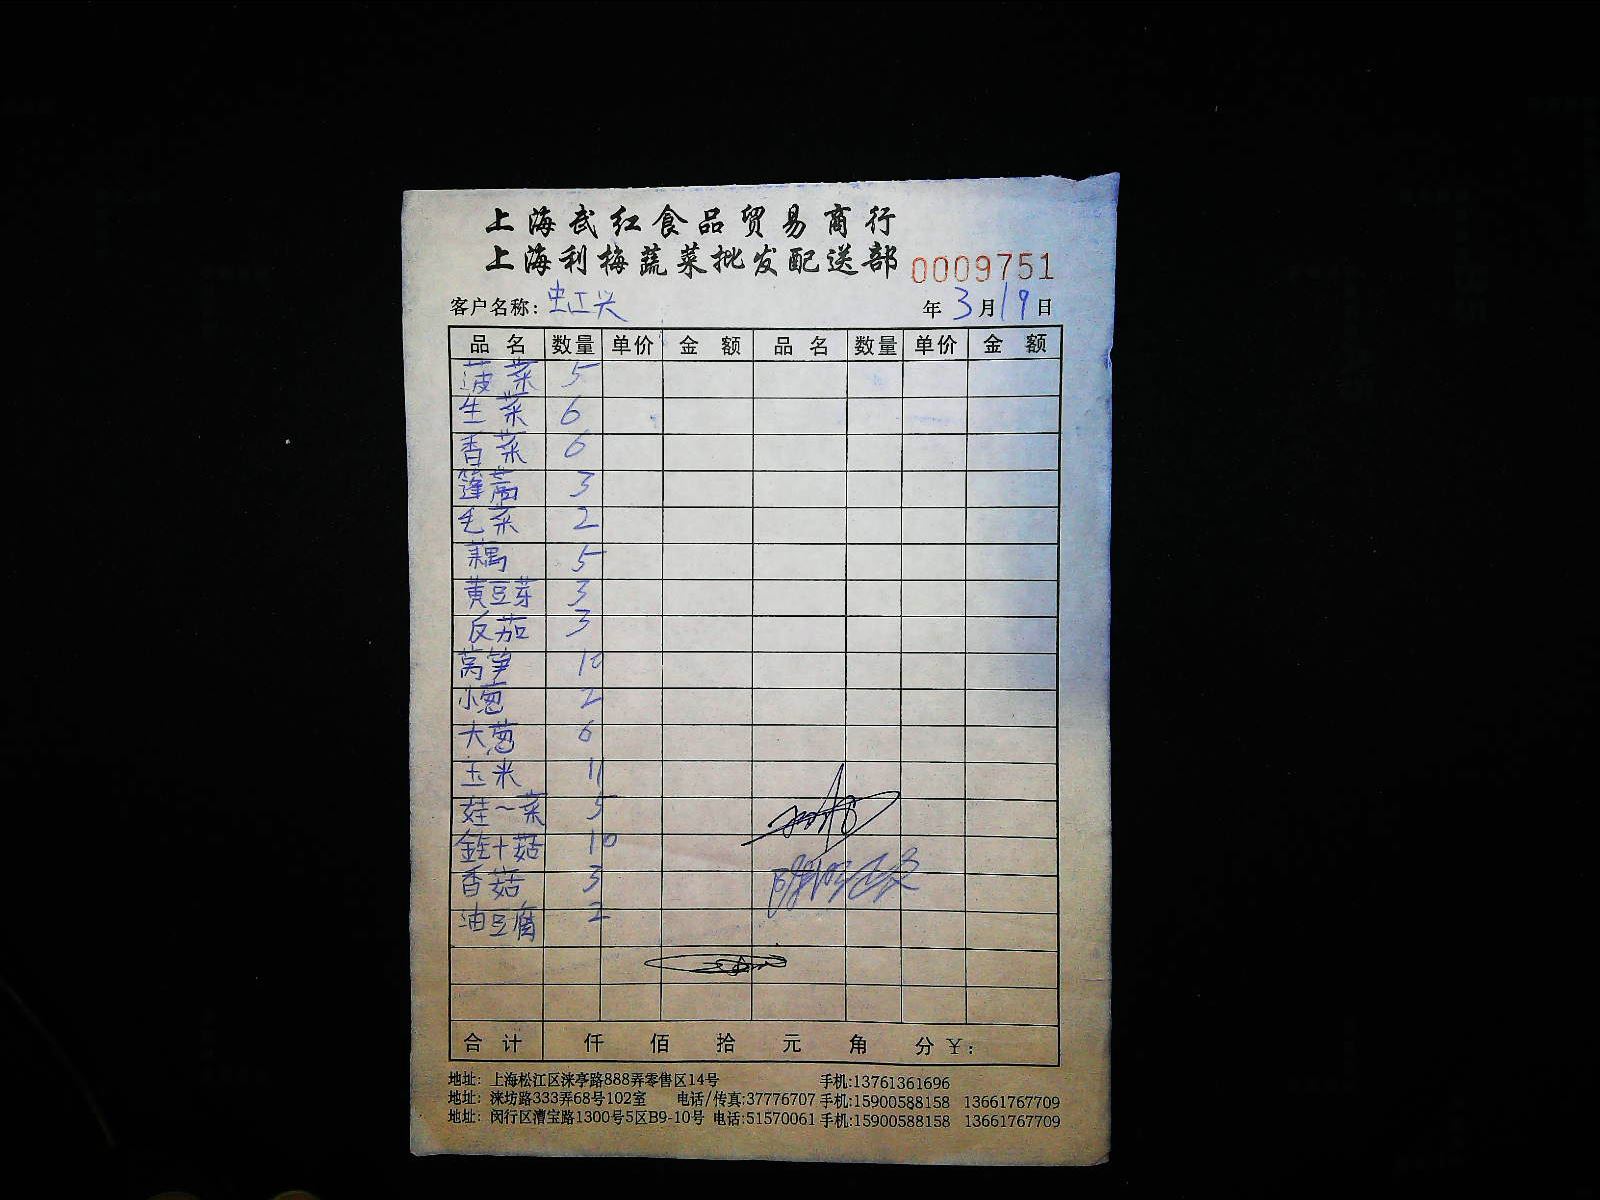 上海武红食品贸易商行
上海利梅蔬菜批发配送部 0009751
客户名称: 虹江兴 年 3 月 19 日
品名 数量 单价 金额 品名 数量 单价 金额
菠菜 5
生菜 6
香菜 6
篷蒿 3
毛菜 2
藕 5
黄豆芽 3
反茄 3
莴笋 10
小葱 2
大葱 6
玉米 11
娃~菜 5
金针菇 10
香菇 3
油豆腐 2
合计 仟 佰 拾 元 角 分 ¥:
地址: 上海松江区涞亭路888弄零售区14号 手机:13761361696
地址: 涞坊路333弄68号102室 电话/传真:37776707 手机:15900588158 13661767709
地址: 闵行区漕宝路1300号5区B9-10号 电话:51570061 手机:15900588158 13661767709